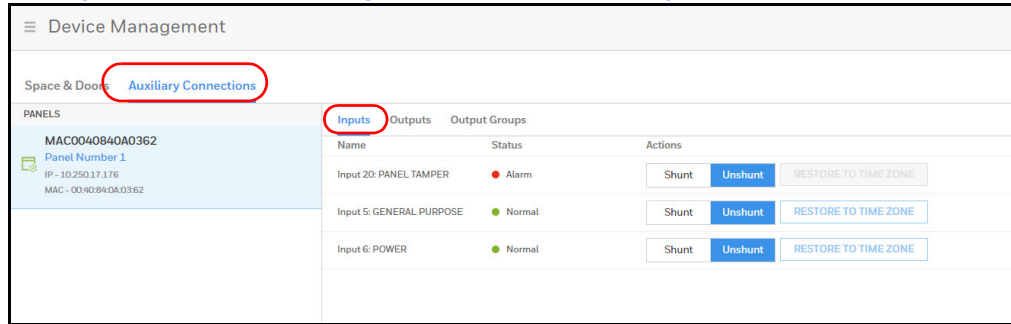 Device Management
Space & Doors Auxiliary Connections
PANELS
MAC0040840A0362
Panel Number 1
IP - 10.250.17.176
MAC - 00:40:84:0A:03:62
Inputs Outputs Output Groups
Name Status Actions
Input 20: PANEL TAMPER Alarm Shunt Unshunt RESTORE TO TIME ZONE
Input 5: GENERAL PURPOSE Normal Shunt Unshunt RESTORE TO TIME ZONE
Input 6: POWER Normal Shunt Unshunt RESTORE TO TIME ZONE